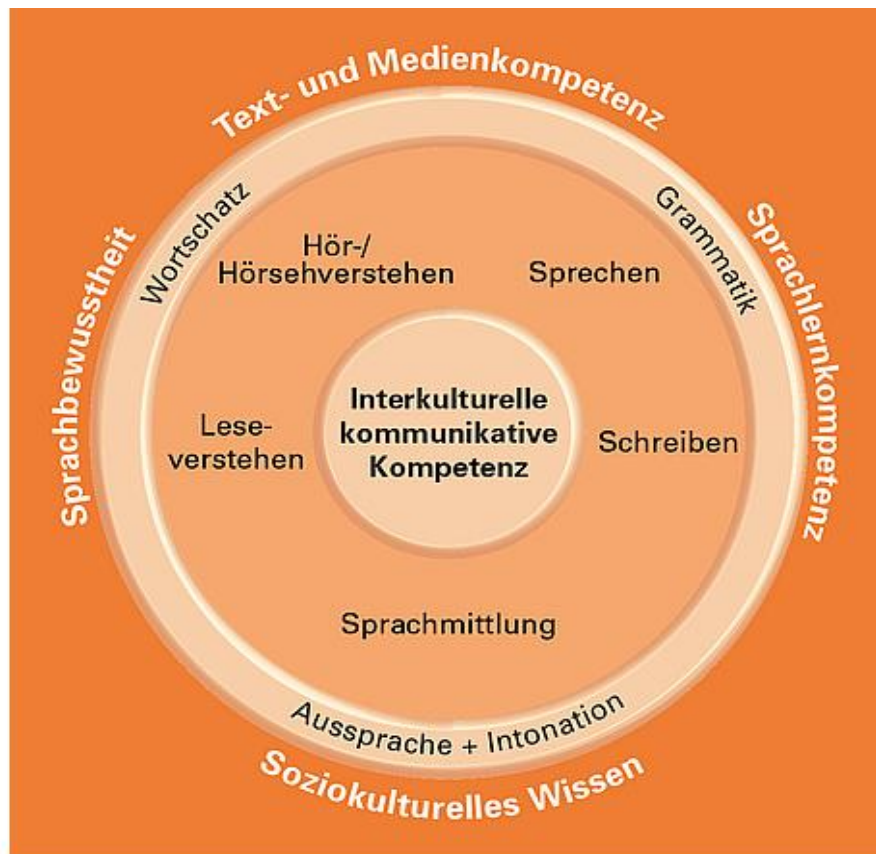 Text- und Medienkompetenz
Sprachbewusstheit
Sprachlernkompetenz
Wortschatz
Grammatik
Hör-/
Hörsehverstehen
Sprechen
Interkulturelle
kommunikative
Kompetenz
Lese-
verstehen
Schreiben
Sprachmittlung
Aussprache + Intonation
Soziokulturelles Wissen